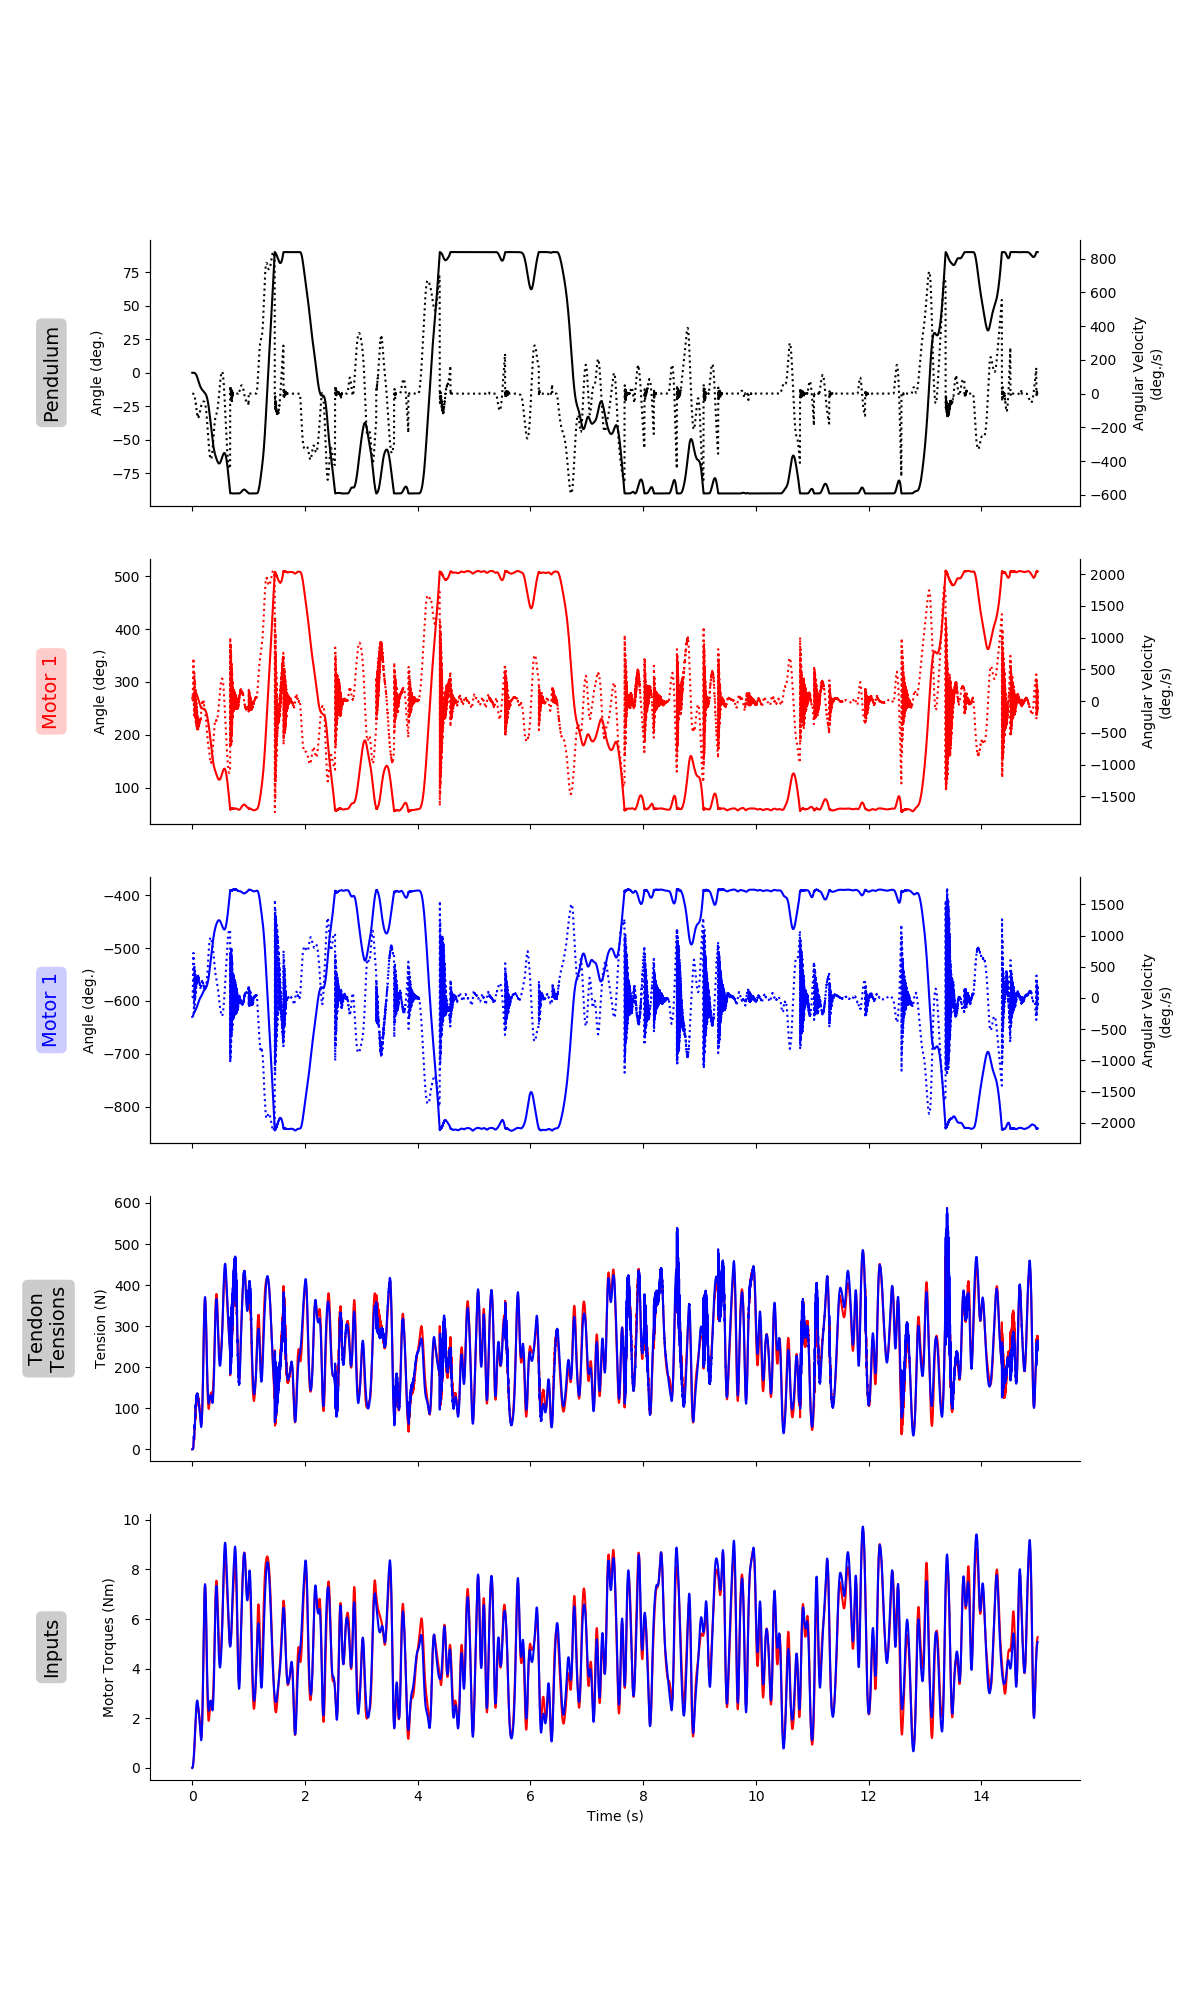 Pendulum
Angle (deg.)
75
50
25
0
−25
−50
−75
800
600
400
200
0
−200
−400
−600
Angular Velocity
(deg./s)
Motor 1
Angle (deg.)
500
400
300
200
100
2000
1500
1000
500
0
−500
−1000
−1500
Angular Velocity
(deg./s)
Motor 1
Angle (deg.)
−400
−500
−600
−700
−800
1500
1000
500
0
−500
−1000
−1500
−2000
Angular Velocity
(deg./s)
Tendon
Tensions
Tension (N)
600
500
400
300
200
100
0
Inputs
Motor Torques (Nm)
10
8
6
4
2
0
0 2 4 6 8 10 12 14
Time (s)